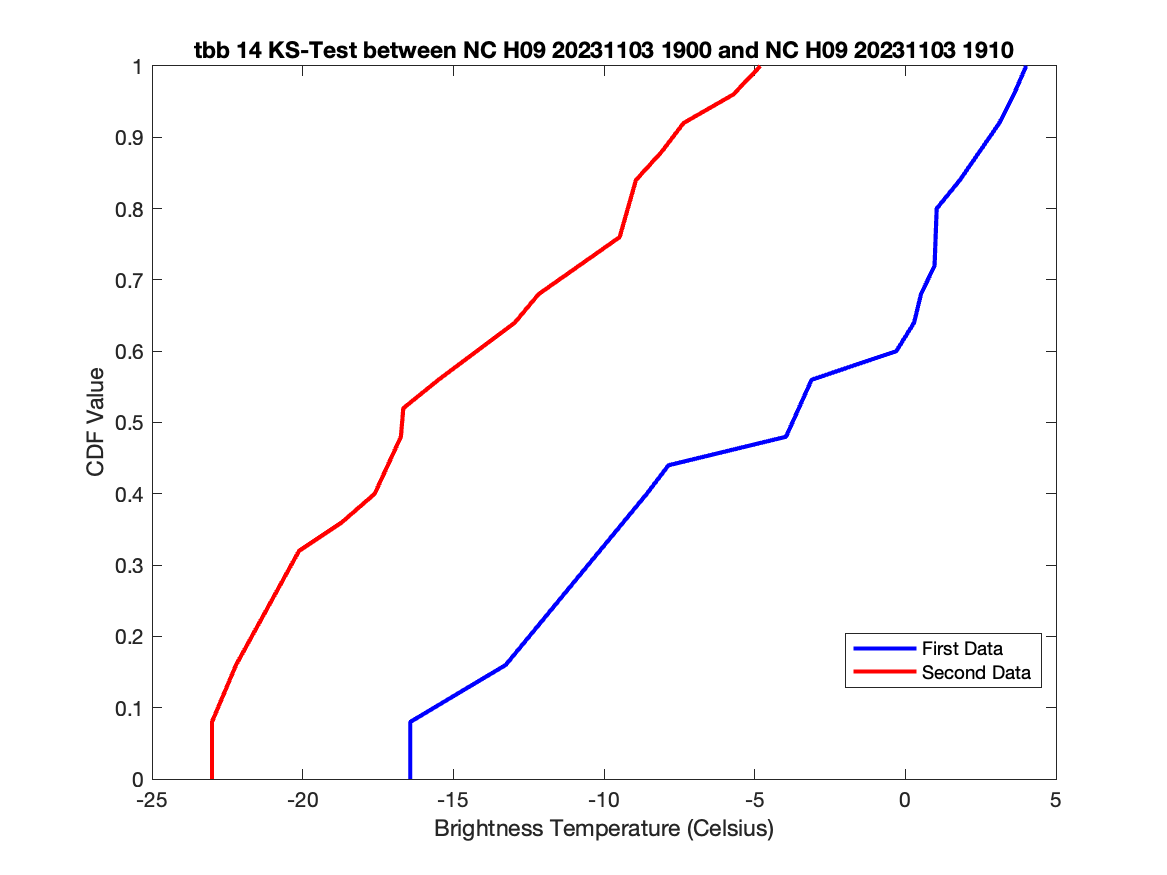 tbb 14 KS-Test between NC H09 20231103 1900 and NC H09 20231103 1910
1
0.9
0.8
0.7
0.6
0.5
0.4
0.3
0.2
0.1
0
CDF Value
First Data
Second Data
-25 -20 -15 -10 -5 0 5
Brightness Temperature (Celsius)